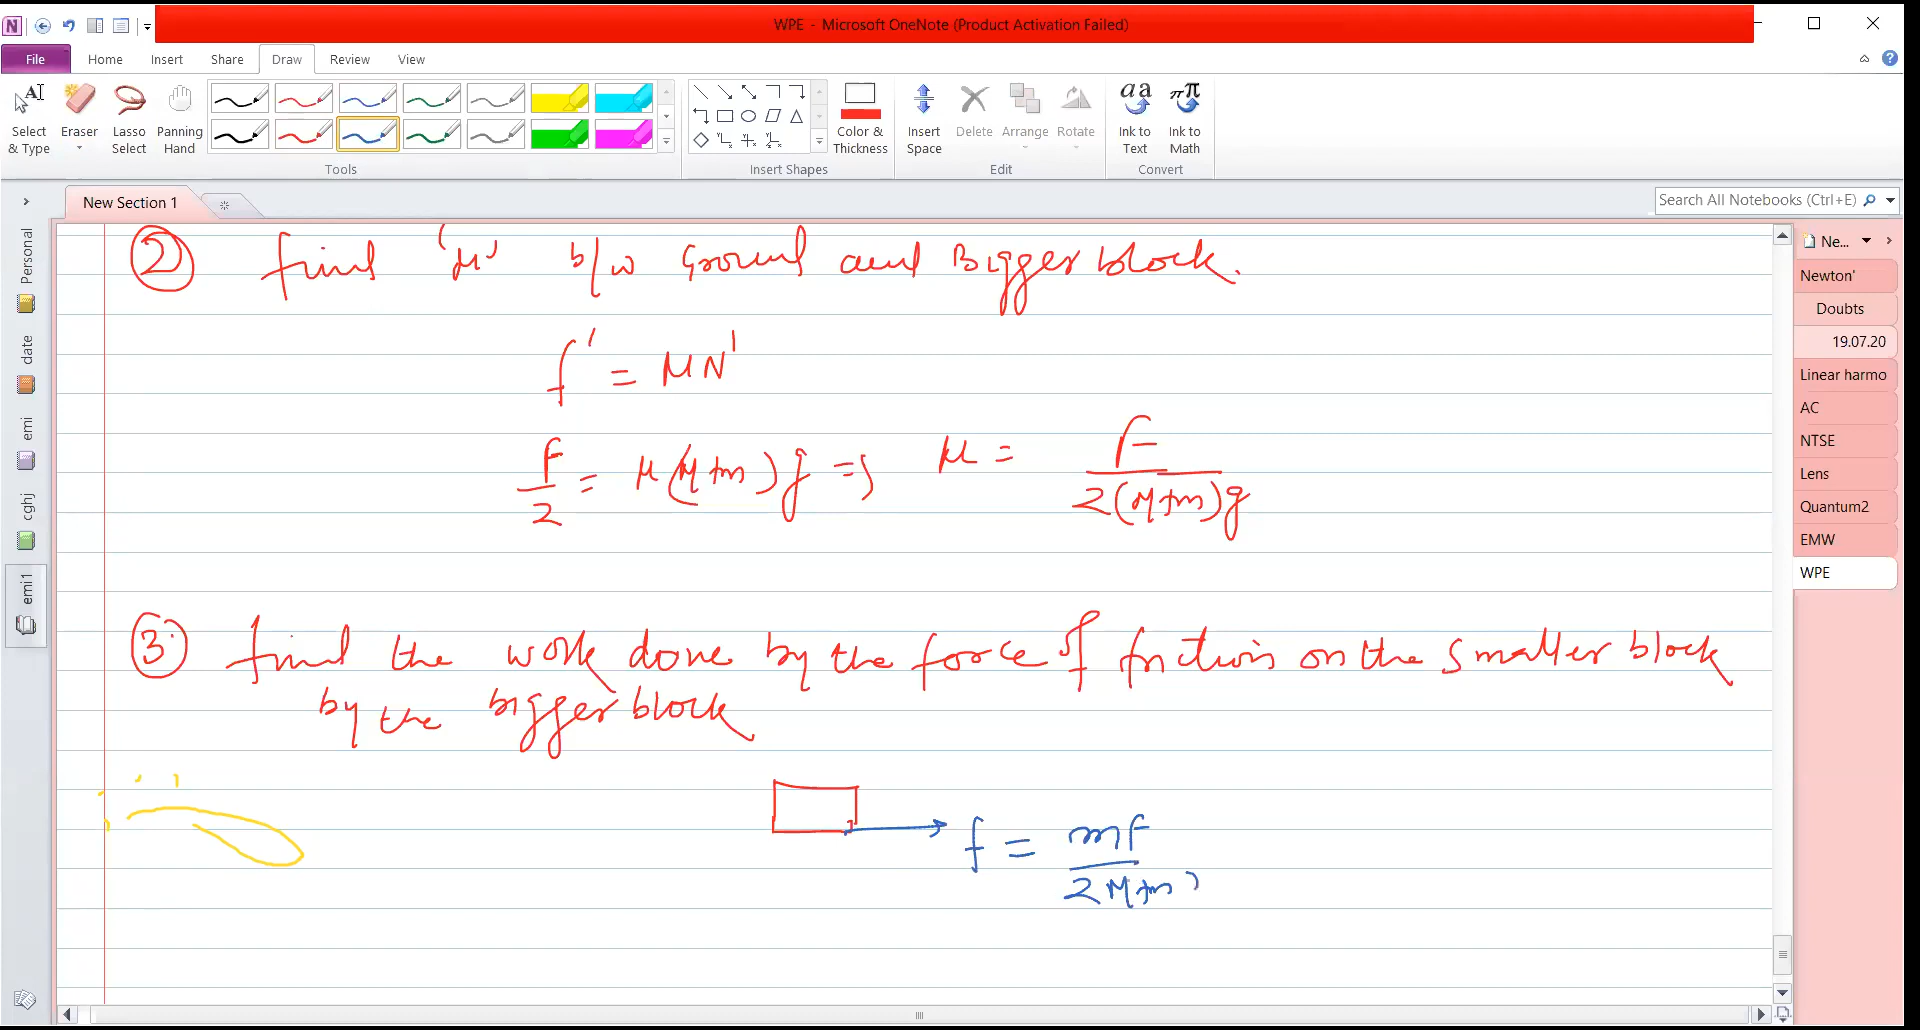 WPE - Microsoft OneNote (Product Activation Failed)
File Home Insert Share Draw Review View
Select & Type
Eraser
Lasso Select
Panning Hand
Color & Thickness
Insert Space
Delete
Arrange
Rotate
Ink to Text
Ink to Math
Tools
Insert Shapes
Edit
Convert
New Section 1
Search All Notebooks (Ctrl+E)
Personal
date
emi
cghj
emi1
Ne...
Newton'
Doubts
19.07.20
Linear harmo
AC
NTSE
Lens
Quantum2
EMW
WPE
② find 'μ' b/w Ground and Bigger block.
f' = μN'
F/2 = μ(M+m)g ⇒ μ = F/2(M+m)g
③ find the work done by the force of friction on the smaller block
by the bigger block
f = mF/2M+m)